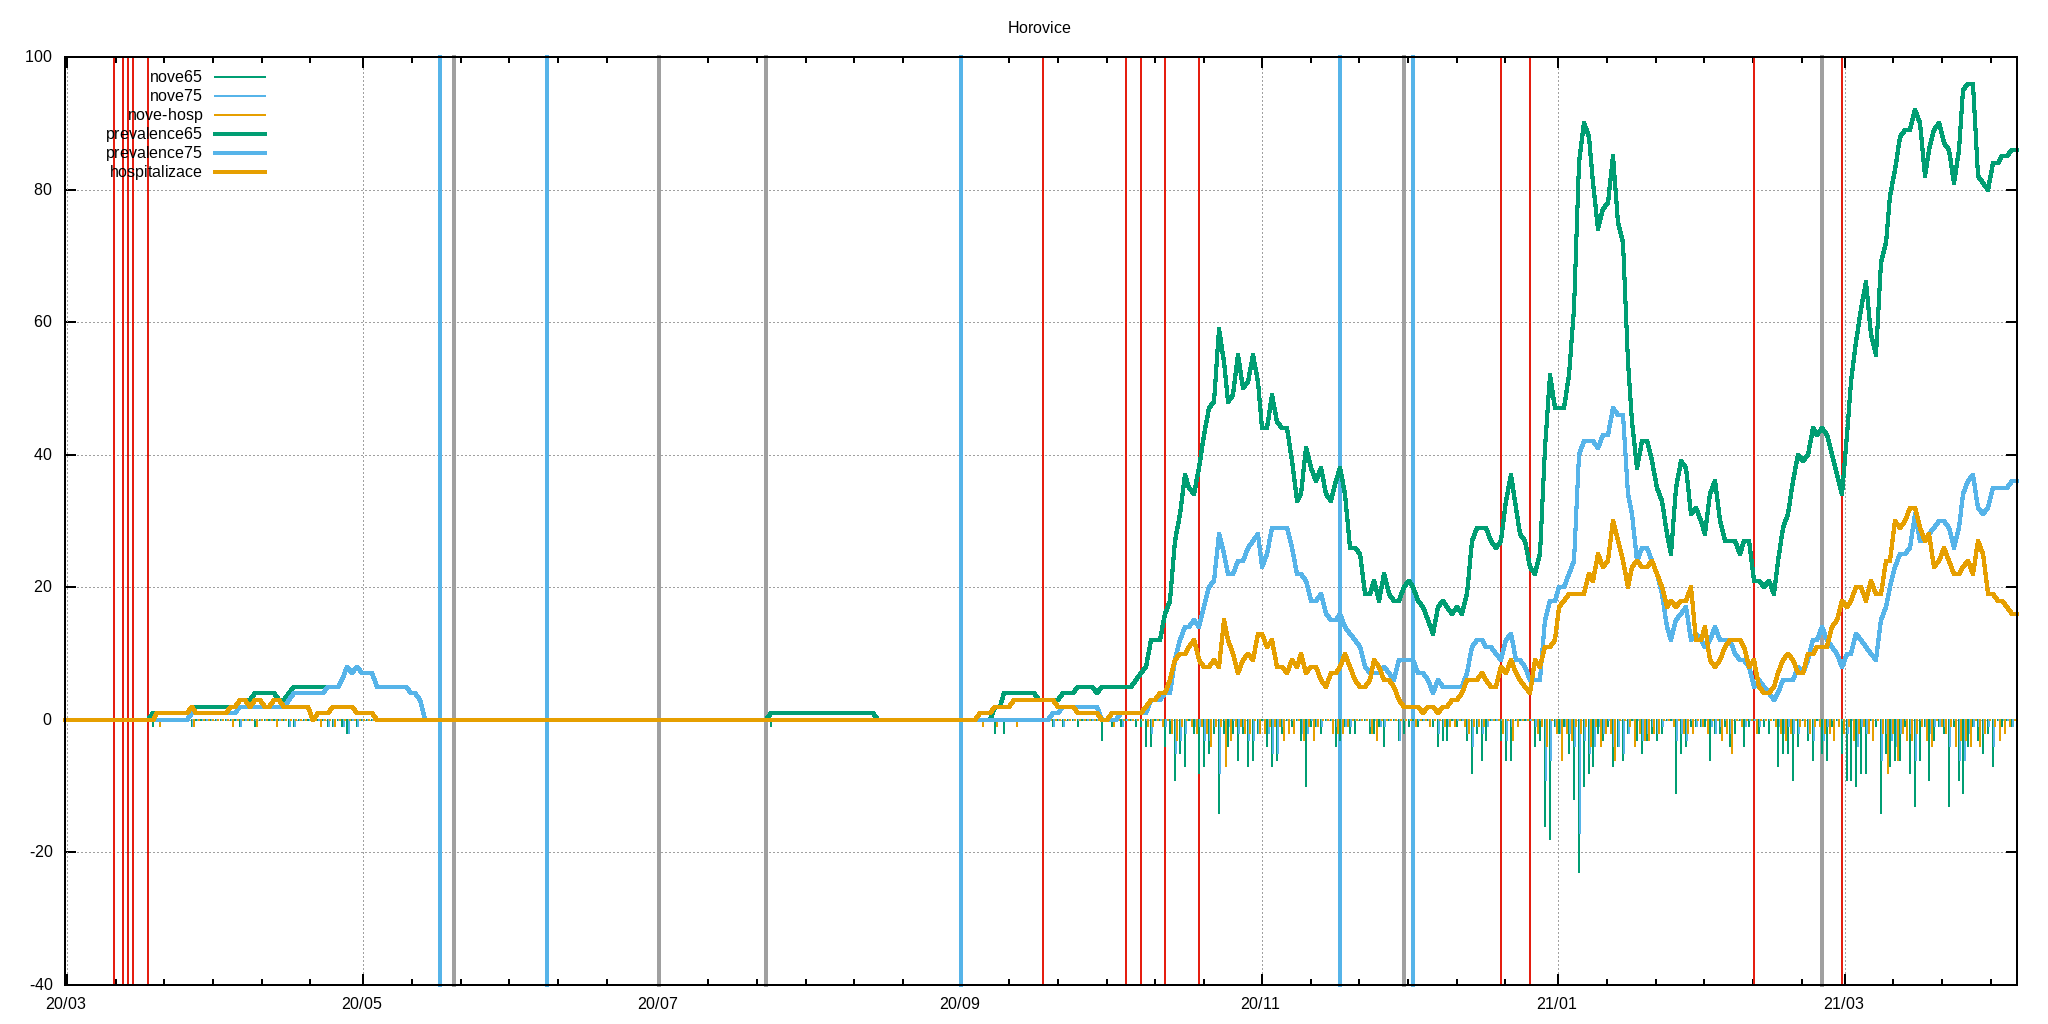 Horovice
100
nove65
nove75
nove-hosp
prevalence65
prevalence75
hospitalizace
80
60
40
20
0
-20
-40
20/03 20/05 20/07 20/09 20/11 21/01 21/03